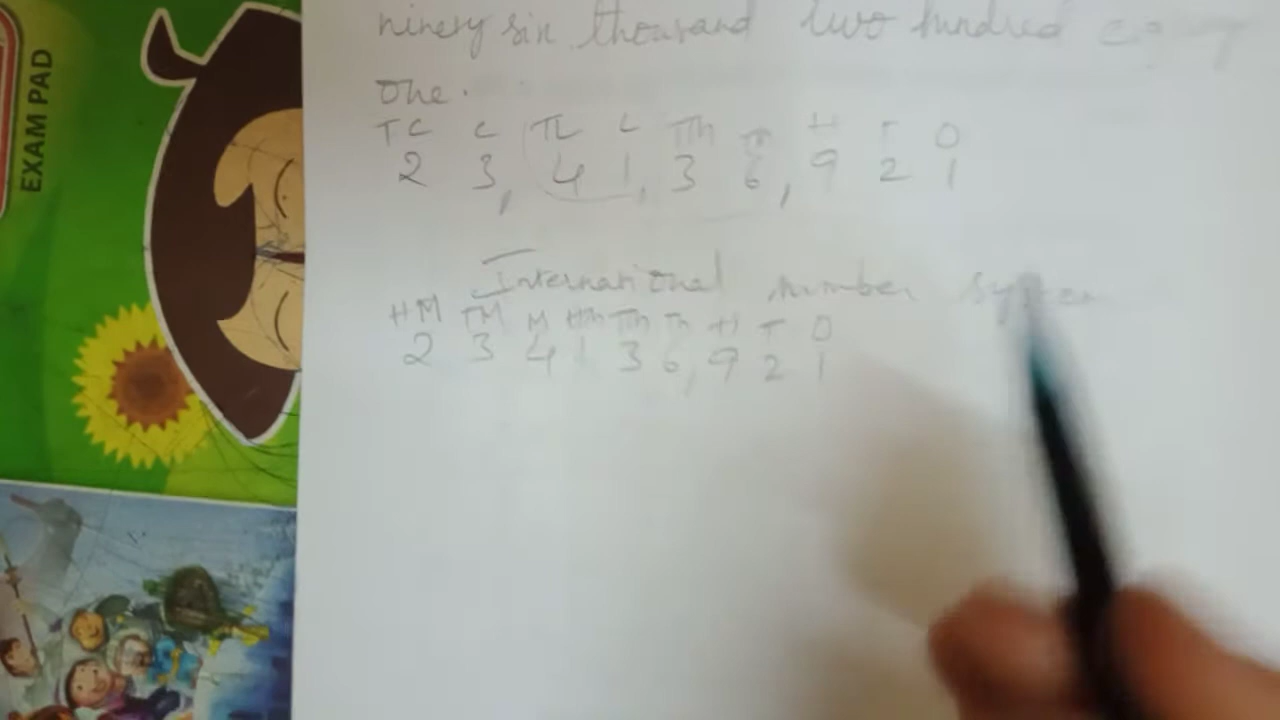 EXAM PAD
ninery six thousand two hundred
one.
TC C TL L TTh Th H T O
2 3, 4 1, 3 6, 9 2 1
International number system
HM TM M HTh TTh Th H T O
2 3 4 1 3 6, 9 2 1